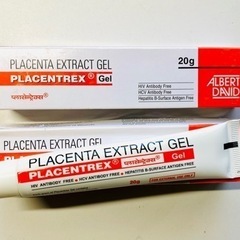 PLACENTA EXTRACT GEL
20g
PLACENTREX® Gel
प्लासेन्ट्रेक्स®
HIV Antibody Free
HCV Antibody Free
Hepatitis B-Surface Antigen Free
ALBERT
DAVID
PLACENTA EXTRACT GEL
PLACENTREX® Gel
प्लासेन्ट्रेक्स®
HIV ANTIBODY FREE • HCV ANTIBODY FREE • HEPATITIS B-SURFACE ANTIGEN FREE
20g